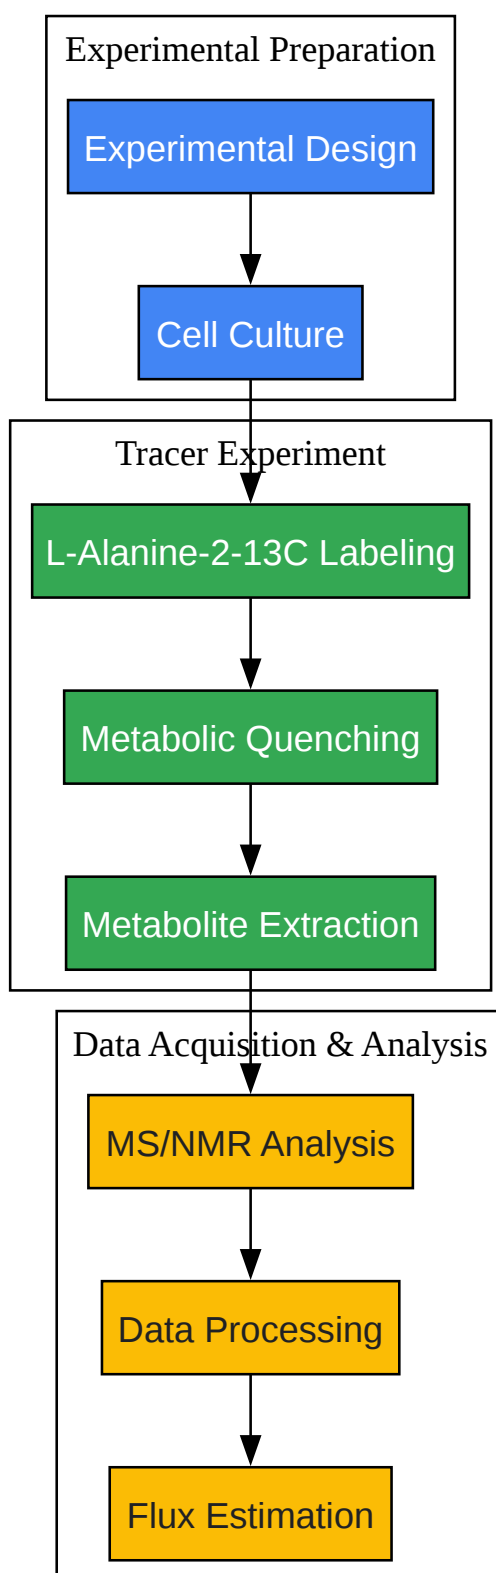 Experimental Preparation
Experimental Design
Cell Culture
Tracer Experiment
L-Alanine-2-13C Labeling
Metabolic Quenching
Metabolite Extraction
Data Acquisition & Analysis
MS/NMR Analysis
Data Processing
Flux Estimation